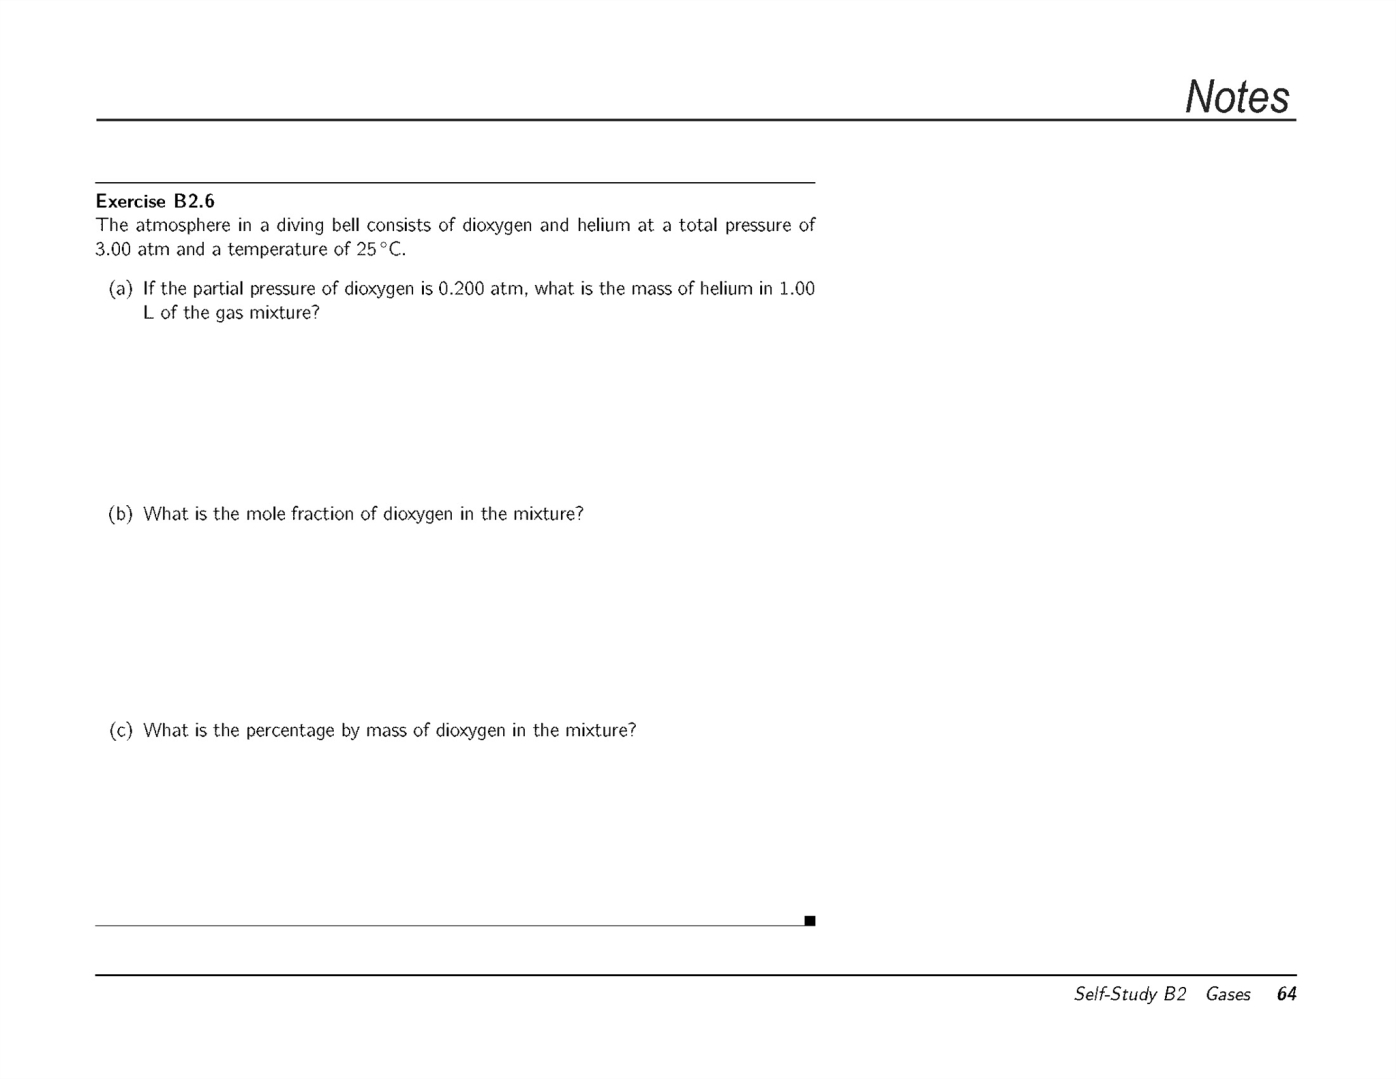 Notes
Exercise B2.6
The atmosphere in a diving bell consists of dioxygen and helium at a total pressure of
3.00 atm and a temperature of 25 °C.
(a) If the partial pressure of dioxygen is 0.200 atm, what is the mass of helium in 1.00
L of the gas mixture?
(b) What is the mole fraction of dioxygen in the mixture?
(c) What is the percentage by mass of dioxygen in the mixture?
Self-Study B2 Gases 64